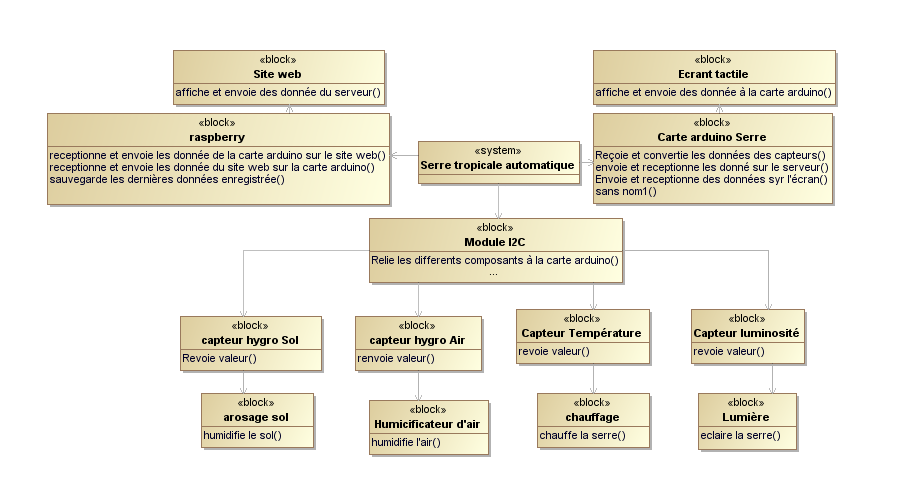 «block»
Site web
affiche et envoie des donnée du serveur()
«block»
Ecrant tactile
affiche et envoie des donnée à la carte arduino()
«block»
raspberry
receptionne et envoie les donnée de la carte arduino sur le site web()
receptionne et envoie les donnée du site web sur la carte arduino()
sauvegarde les dernières données enregistrée()
«system»
Serre tropicale automatique
«block»
Carte arduino Serre
Reçoie et convertie les données des capteurs()
envoie et receptionne les donné sur le serveur()
Envoie et receptionne des données syr l'écran()
sans nom1()
«block»
Module I2C
Relie les differents composants à la carte arduino()
...
«block»
capteur hygro Sol
Revoie valeur()
«block»
capteur hygro Air
renvoie valeur()
«block»
Capteur Température
revoie valeur()
«block»
Capteur luminosité
revoie valeur()
«block»
arosage sol
humidifie le sol()
«block»
Humicificateur d'air
humidifie l'air()
«block»
chauffage
chauffe la serre()
«block»
Lumière
eclaire la serre()